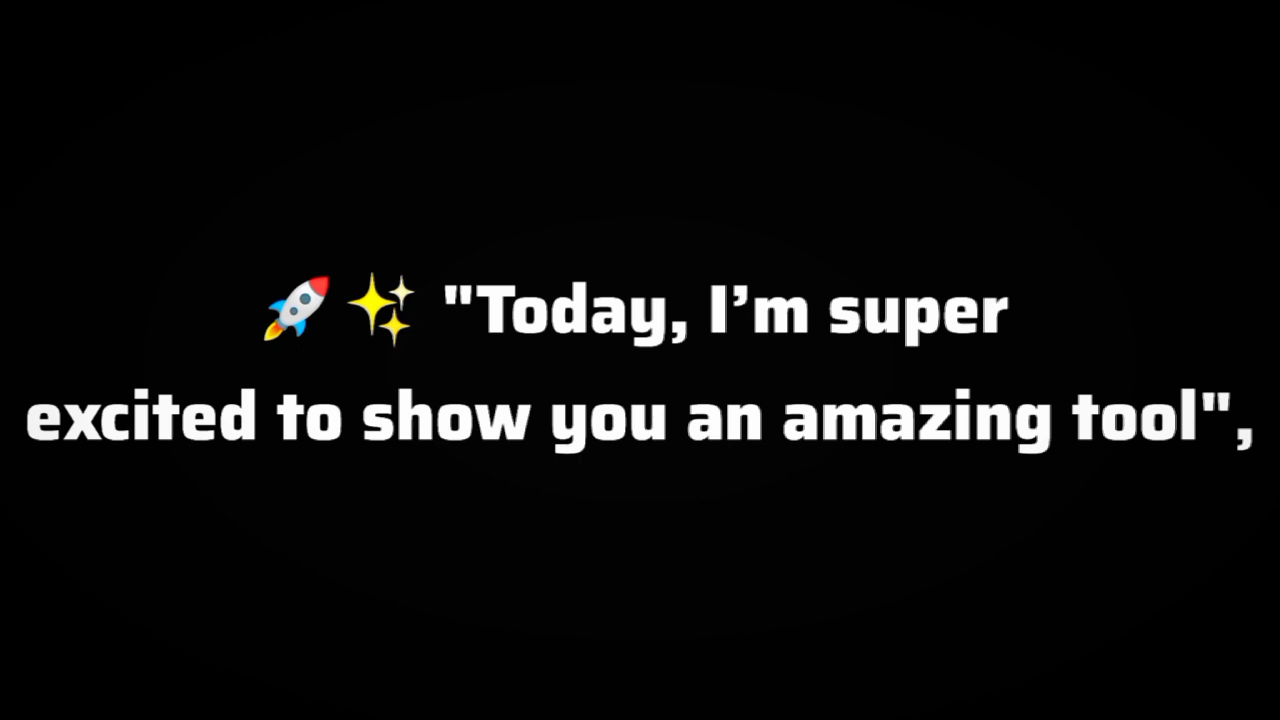 🚀✨ "Today, I’m super
excited to show you an amazing tool",